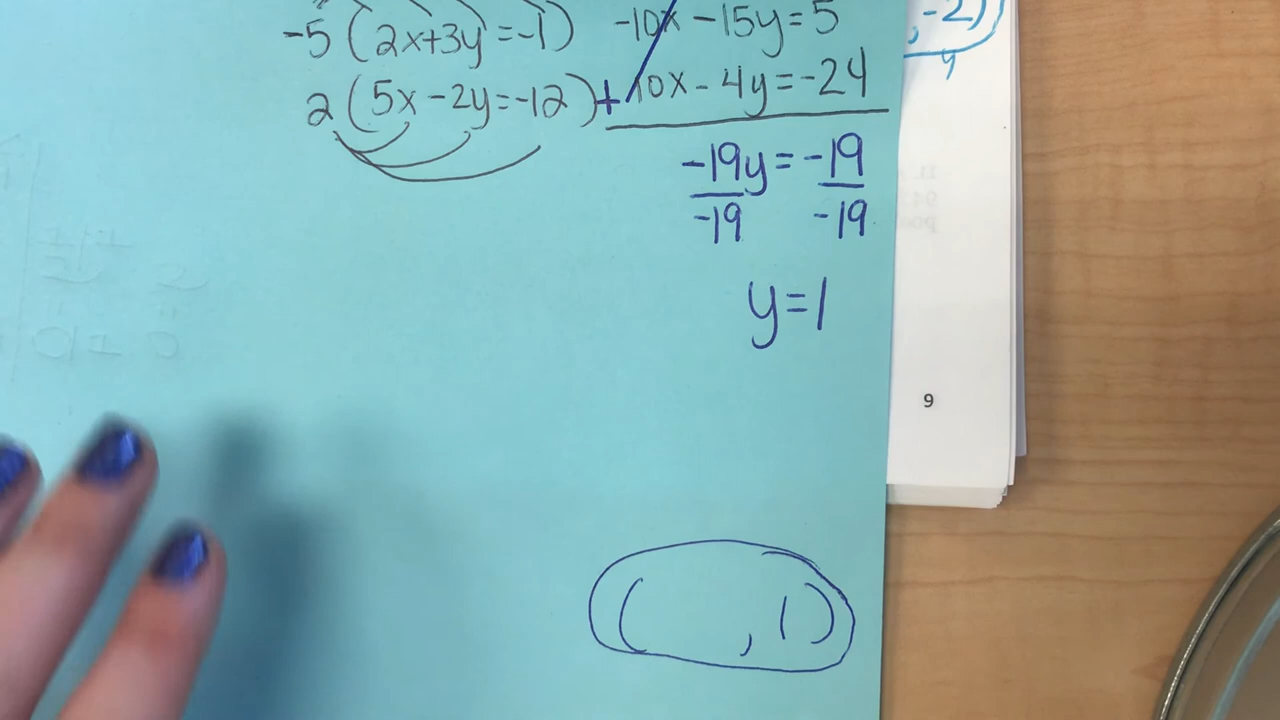 -5 (2x+3y=-1) -10x -15y=5
2 (5x-2y=-12) + 10x - 4y=-24
-19y=-19
-19 -19
y=1
( , 1)
,-2)
9